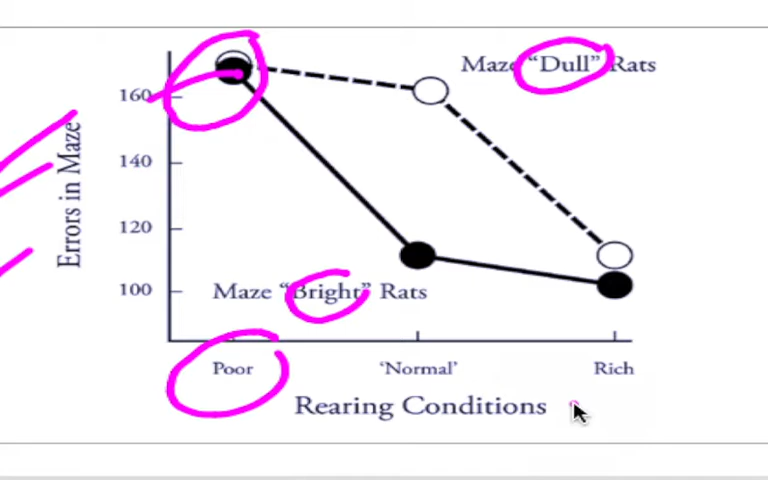 Maze "Dull" Rats
160
140
120
100
Errors in Maze
Maze "Bright" Rats
Poor
'Normal'
Rich
Rearing Conditions